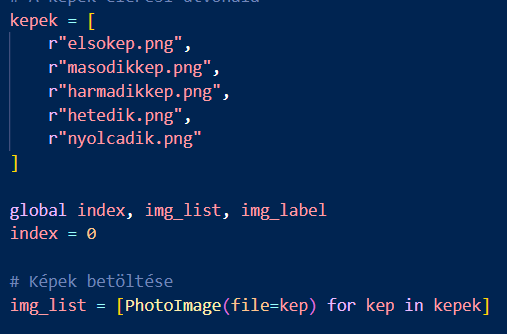 kepek = [
r"elsokep.png",
r"masodikkep.png",
r"harmadikkep.png",
r"hetedik.png",
r"nyolcadik.png"
]
global index, img_list, img_label
index = 0
# Képek betöltése
img_list = [PhotoImage(file=kep) for kep in kepek]